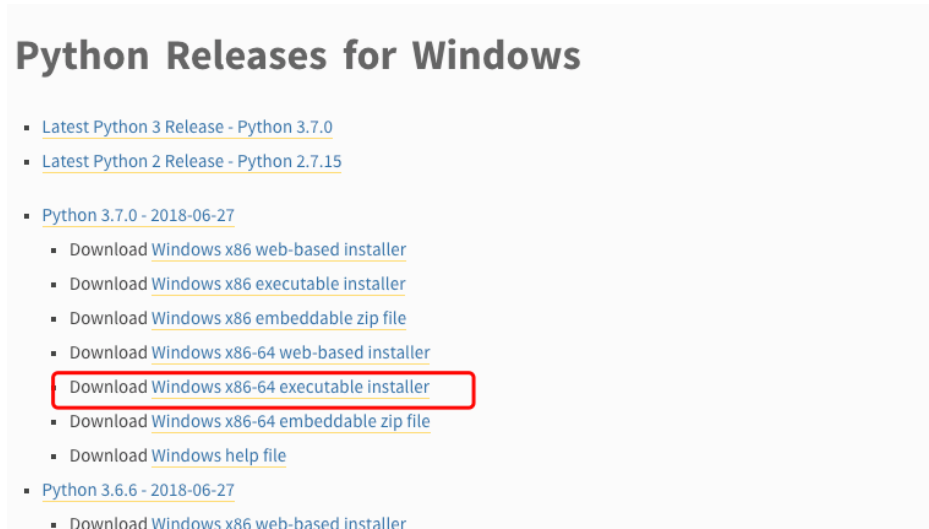 Python Releases for Windows
Latest Python 3 Release - Python 3.7.0
Latest Python 2 Release - Python 2.7.15
Python 3.7.0 - 2018-06-27
Download Windows x86 web-based installer
Download Windows x86 executable installer
Download Windows x86 embeddable zip file
Download Windows x86-64 web-based installer
Download Windows x86-64 executable installer
Download Windows x86-64 embeddable zip file
Download Windows help file
Python 3.6.6 - 2018-06-27
Download Windows x86 web-based installer